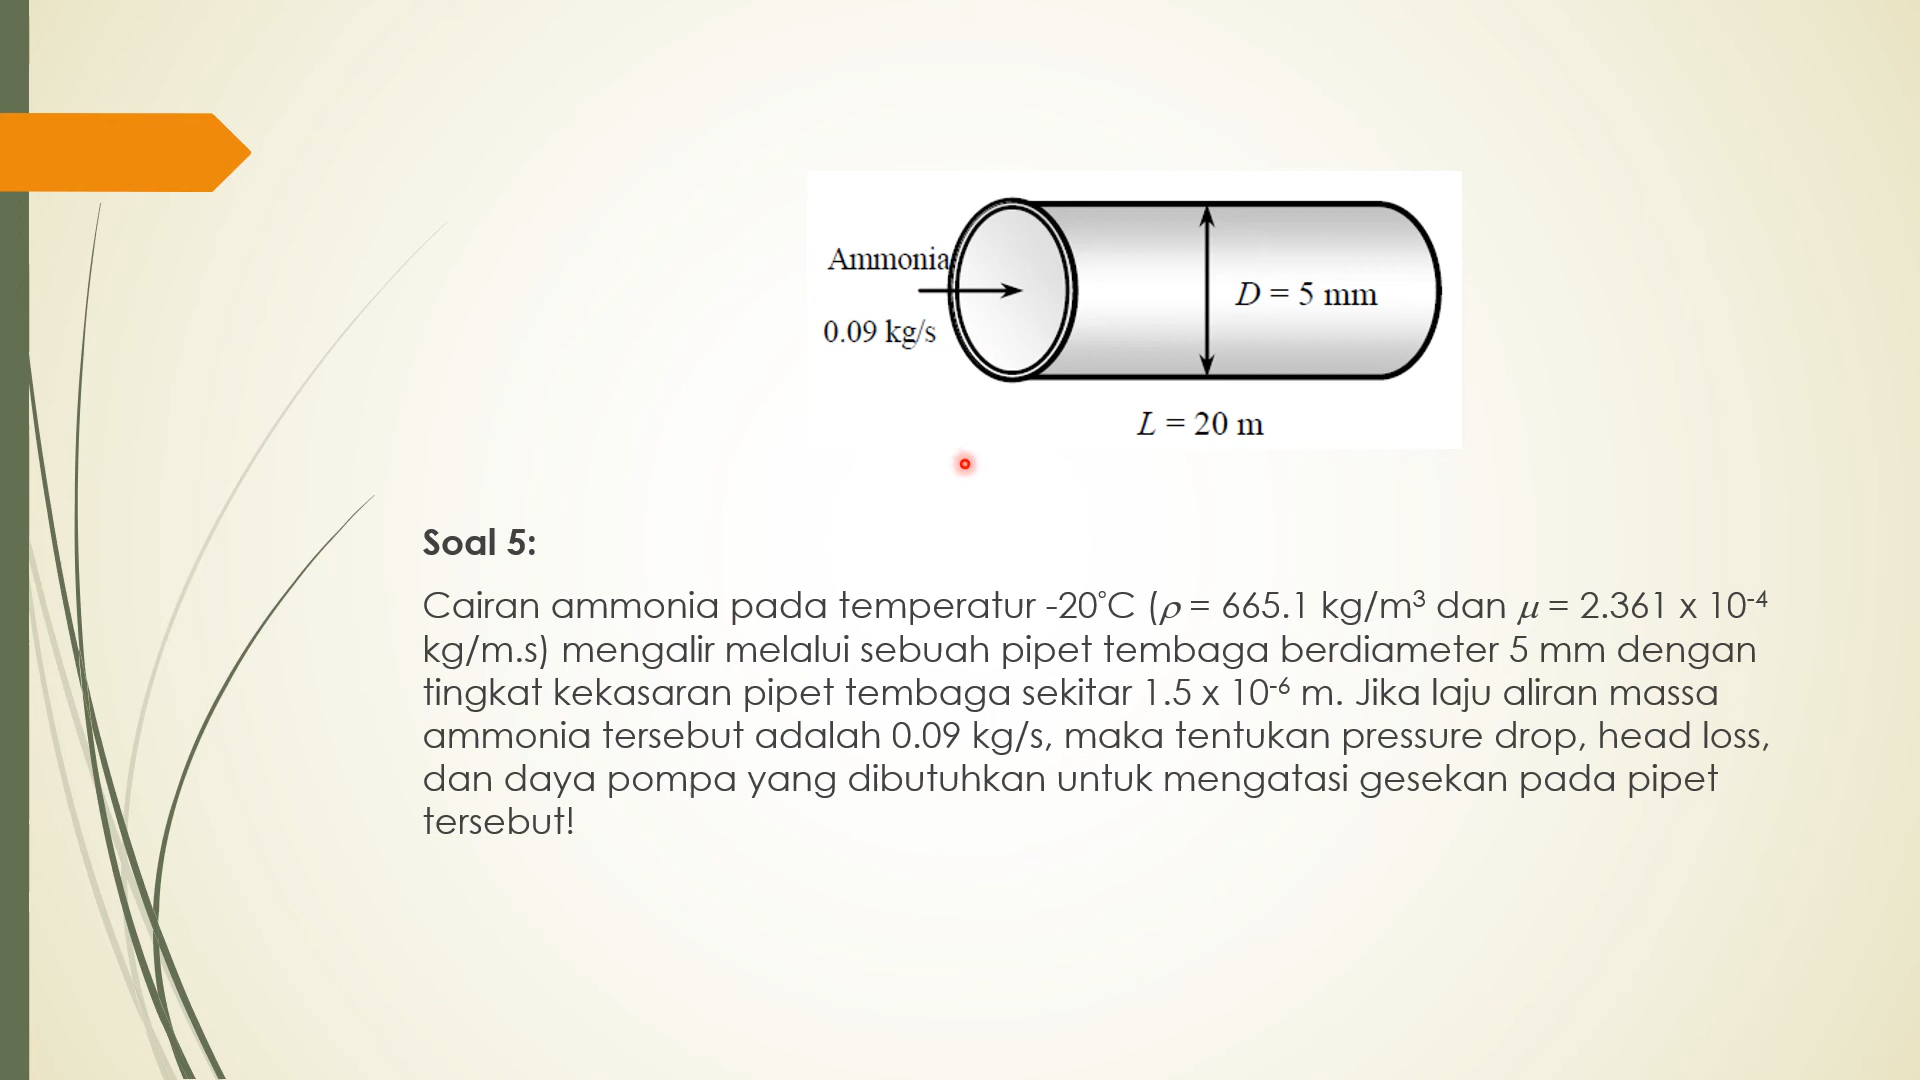 Ammonia
D = 5 mm
0.09 kg/s
L = 20 m
Soal 5:
Cairan ammonia pada temperatur -20°C (ρ = 665.1 kg/m³ dan μ = 2.361 x 10⁻⁴
kg/m.s) mengalir melalui sebuah pipet tembaga berdiameter 5 mm dengan
tingkat kekasaran pipet tembaga sekitar 1.5 x 10⁻⁶ m. Jika laju aliran massa
ammonia tersebut adalah 0.09 kg/s, maka tentukan pressure drop, head loss,
dan daya pompa yang dibutuhkan untuk mengatasi gesekan pada pipet
tersebut!